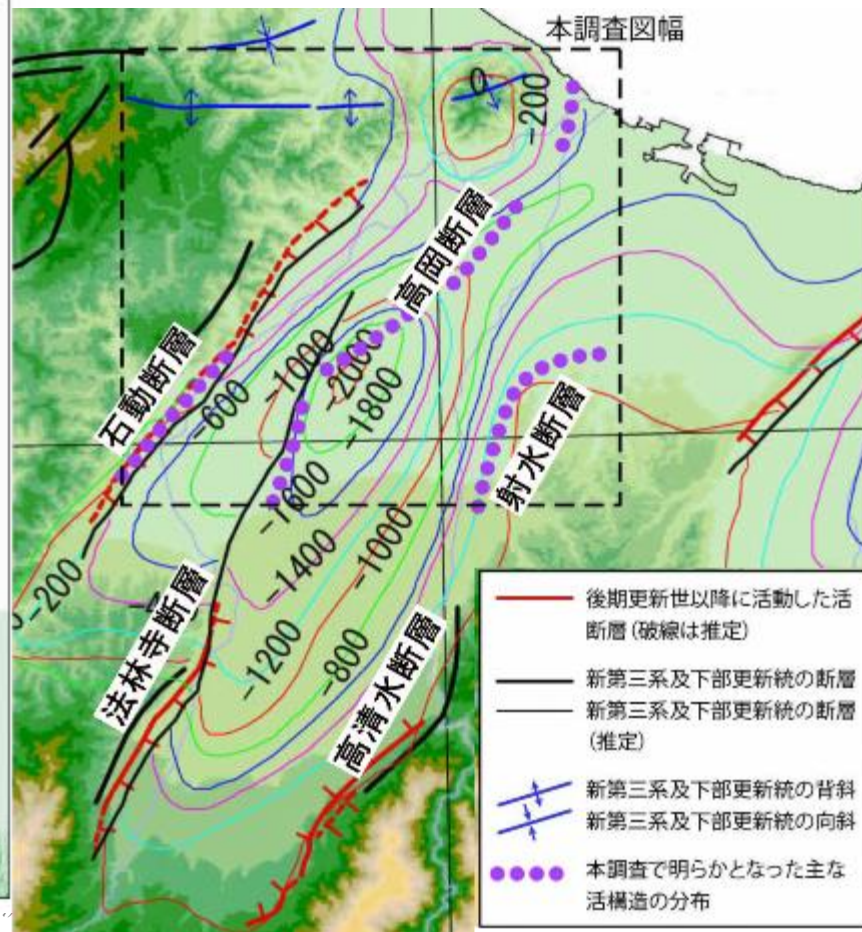 本調査図幅
0
-200
高岡断層
石動断層
-1000
-2000
-600
-1800
射水断層
-1600
-1400
-1000
-200
法林寺断層
-1200
-800
高清水断層
後期更新世以降に活動した活
断層(破線は推定)
新第三系及下部更新統の断層
新第三系及下部更新統の断層
(推定)
新第三系及下部更新統の背斜
新第三系及下部更新統の向斜
本調査で明らかとなった主な
活構造の分布